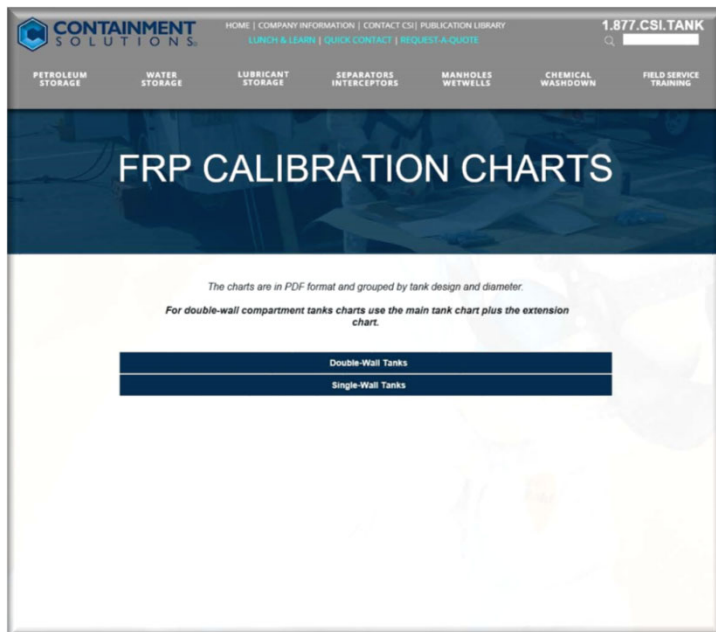 CONTAINMENT
SOLUTIONS
HOME | COMPANY INFORMATION | CONTACT CSI| PUBLICATION LIBRARY
LUNCH & LEARN | QUICK CONTACT | REQUEST-A-QUOTE
1.877.CSI.TANK
PETROLEUM
STORAGE
WATER
STORAGE
LUBRICANT
STORAGE
SEPARATORS
INTERCEPTORS
MANHOLES
WETWELLS
CHEMICAL
WASHDOWN
FIELD SERVICE
TRAINING
FRP CALIBRATION CHARTS
The charts are in PDF format and grouped by tank design and diameter.
For double-wall compartment tanks charts use the main tank chart plus the extension
chart.
Double-Wall Tanks
Single-Wall Tanks